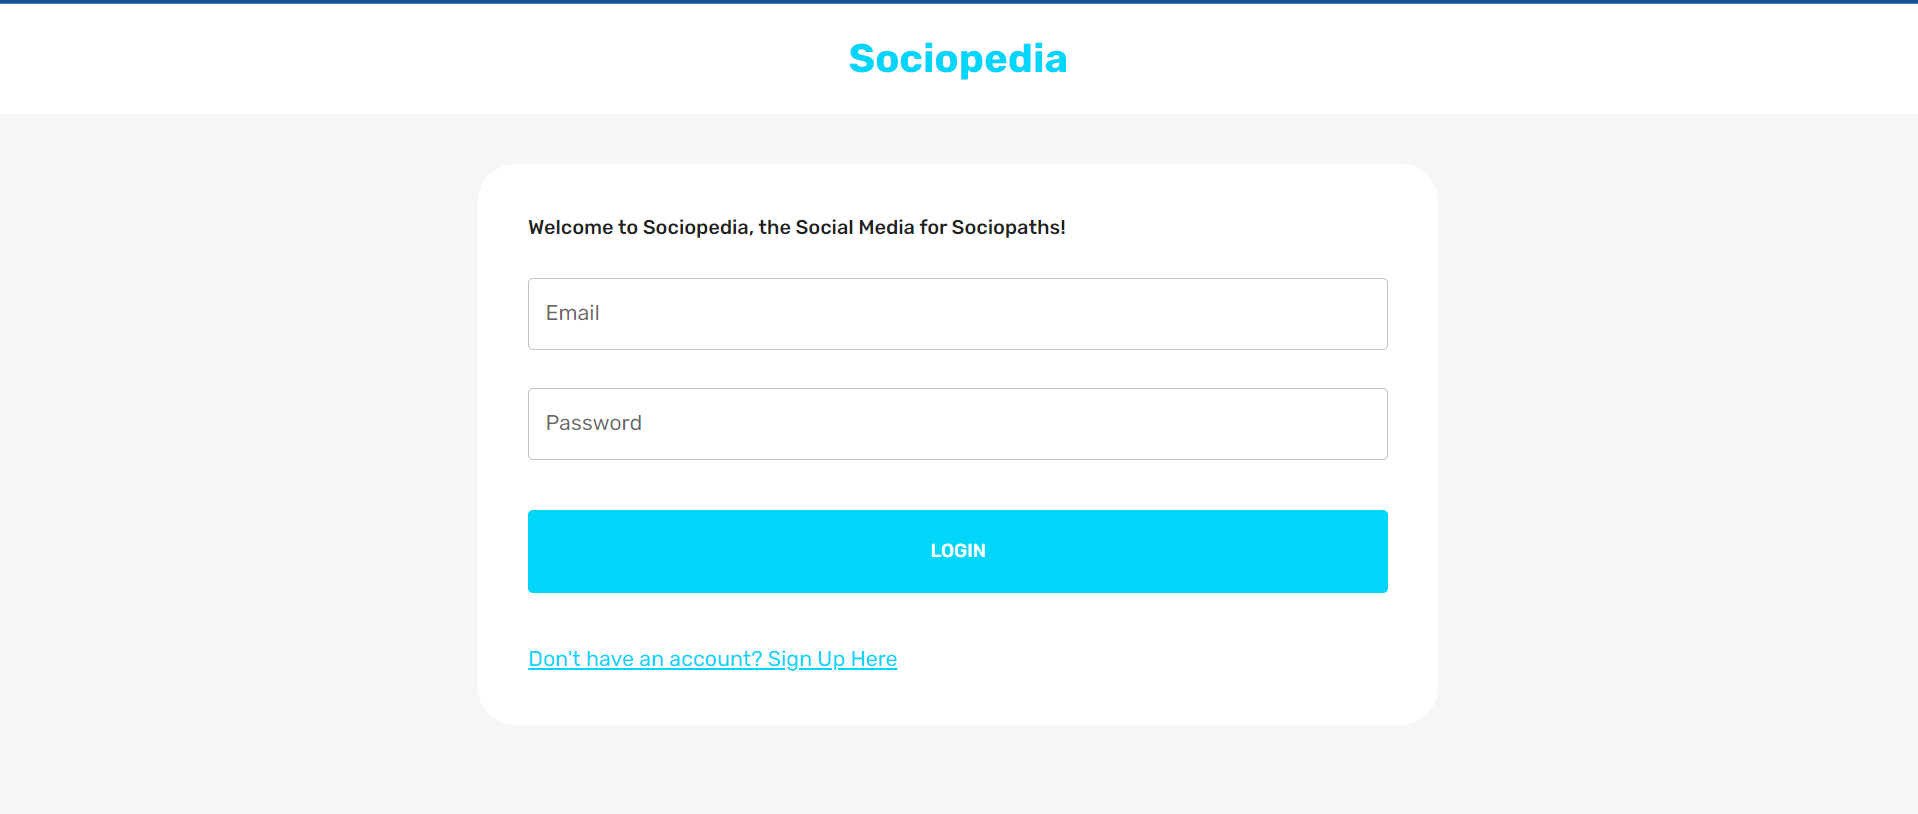 Sociopedia
Welcome to Sociopedia, the Social Media for Sociopaths!
Email
Password
LOGIN
Don't have an account? Sign Up Here